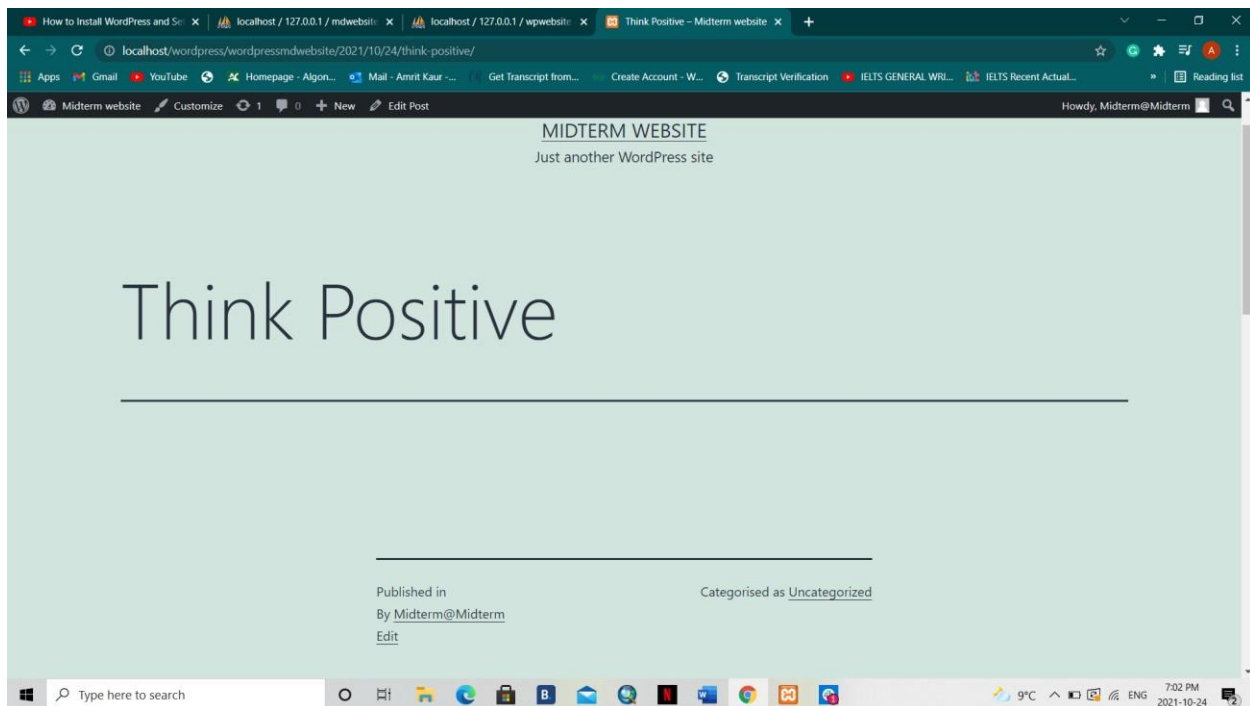 How to Install WordPress and Se
localhost / 127.0.0.1 / mdwebsite
localhost / 127.0.0.1 / wpwebsite
Think Positive – Midterm website
localhost/wordpress/wordpressmdwebsite/2021/10/24/think-positive/
Apps
Gmail
YouTube
Homepage - Algon...
Mail - Amrit Kaur -...
Get Transcript from...
Create Account - W...
Transcript Verification
IELTS GENERAL WRI...
IELTS Recent Actual...
»
Reading list
Midterm website
Customize
1
0
+ New
Edit Post
Howdy, Midterm@Midterm
MIDTERM WEBSITE
Just another WordPress site
Think Positive
Published in
By Midterm@Midterm
Edit
Categorised as Uncategorized
Type here to search
9°C
ENG
7:02 PM
2021-10-24
2